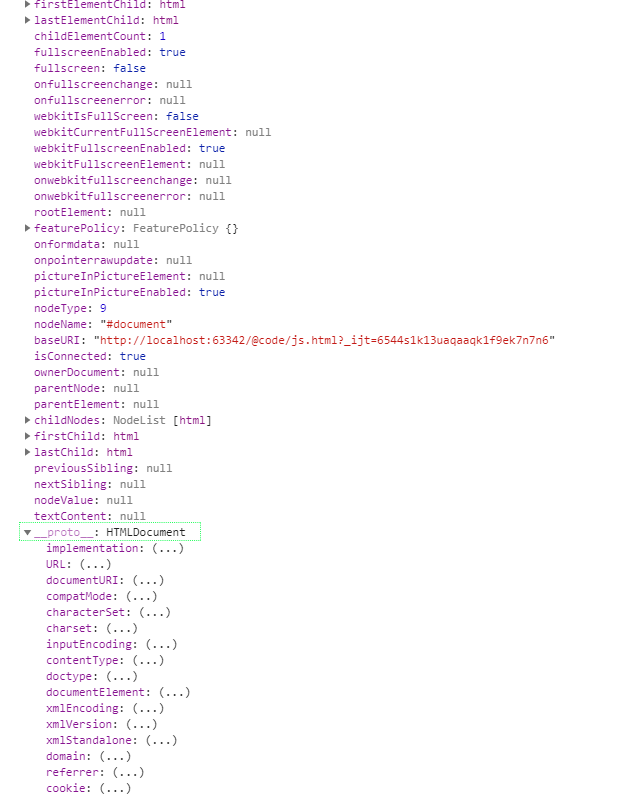 firstElementChild: html
lastElementChild: html
childElementCount: 1
fullscreenEnabled: true
fullscreen: false
onfullscreenchange: null
onfullscreenerror: null
webkitIsFullScreen: false
webkitCurrentFullScreenElement: null
webkitFullscreenEnabled: true
webkitFullscreenElement: null
onwebkitfullscreenchange: null
onwebkitfullscreenerror: null
rootElement: null
featurePolicy: FeaturePolicy {}
onformdata: null
onpointerrawupdate: null
pictureInPictureElement: null
pictureInPictureEnabled: true
nodeType: 9
nodeName: "#document"
baseURI: "http://localhost:63342/@code/js.html?_ijt=6544s1k13uaqaaqk1f9ek7n7n6"
isConnected: true
ownerDocument: null
parentNode: null
parentElement: null
childNodes: NodeList [html]
firstChild: html
lastChild: html
previousSibling: null
nextSibling: null
nodeValue: null
textContent: null
__proto__: HTMLDocument
implementation: (...)
URL: (...)
documentURI: (...)
compatMode: (...)
characterSet: (...)
charset: (...)
inputEncoding: (...)
contentType: (...)
doctype: (...)
documentElement: (...)
xmlEncoding: (...)
xmlVersion: (...)
xmlStandalone: (...)
domain: (...)
referrer: (...)
cookie: (...)